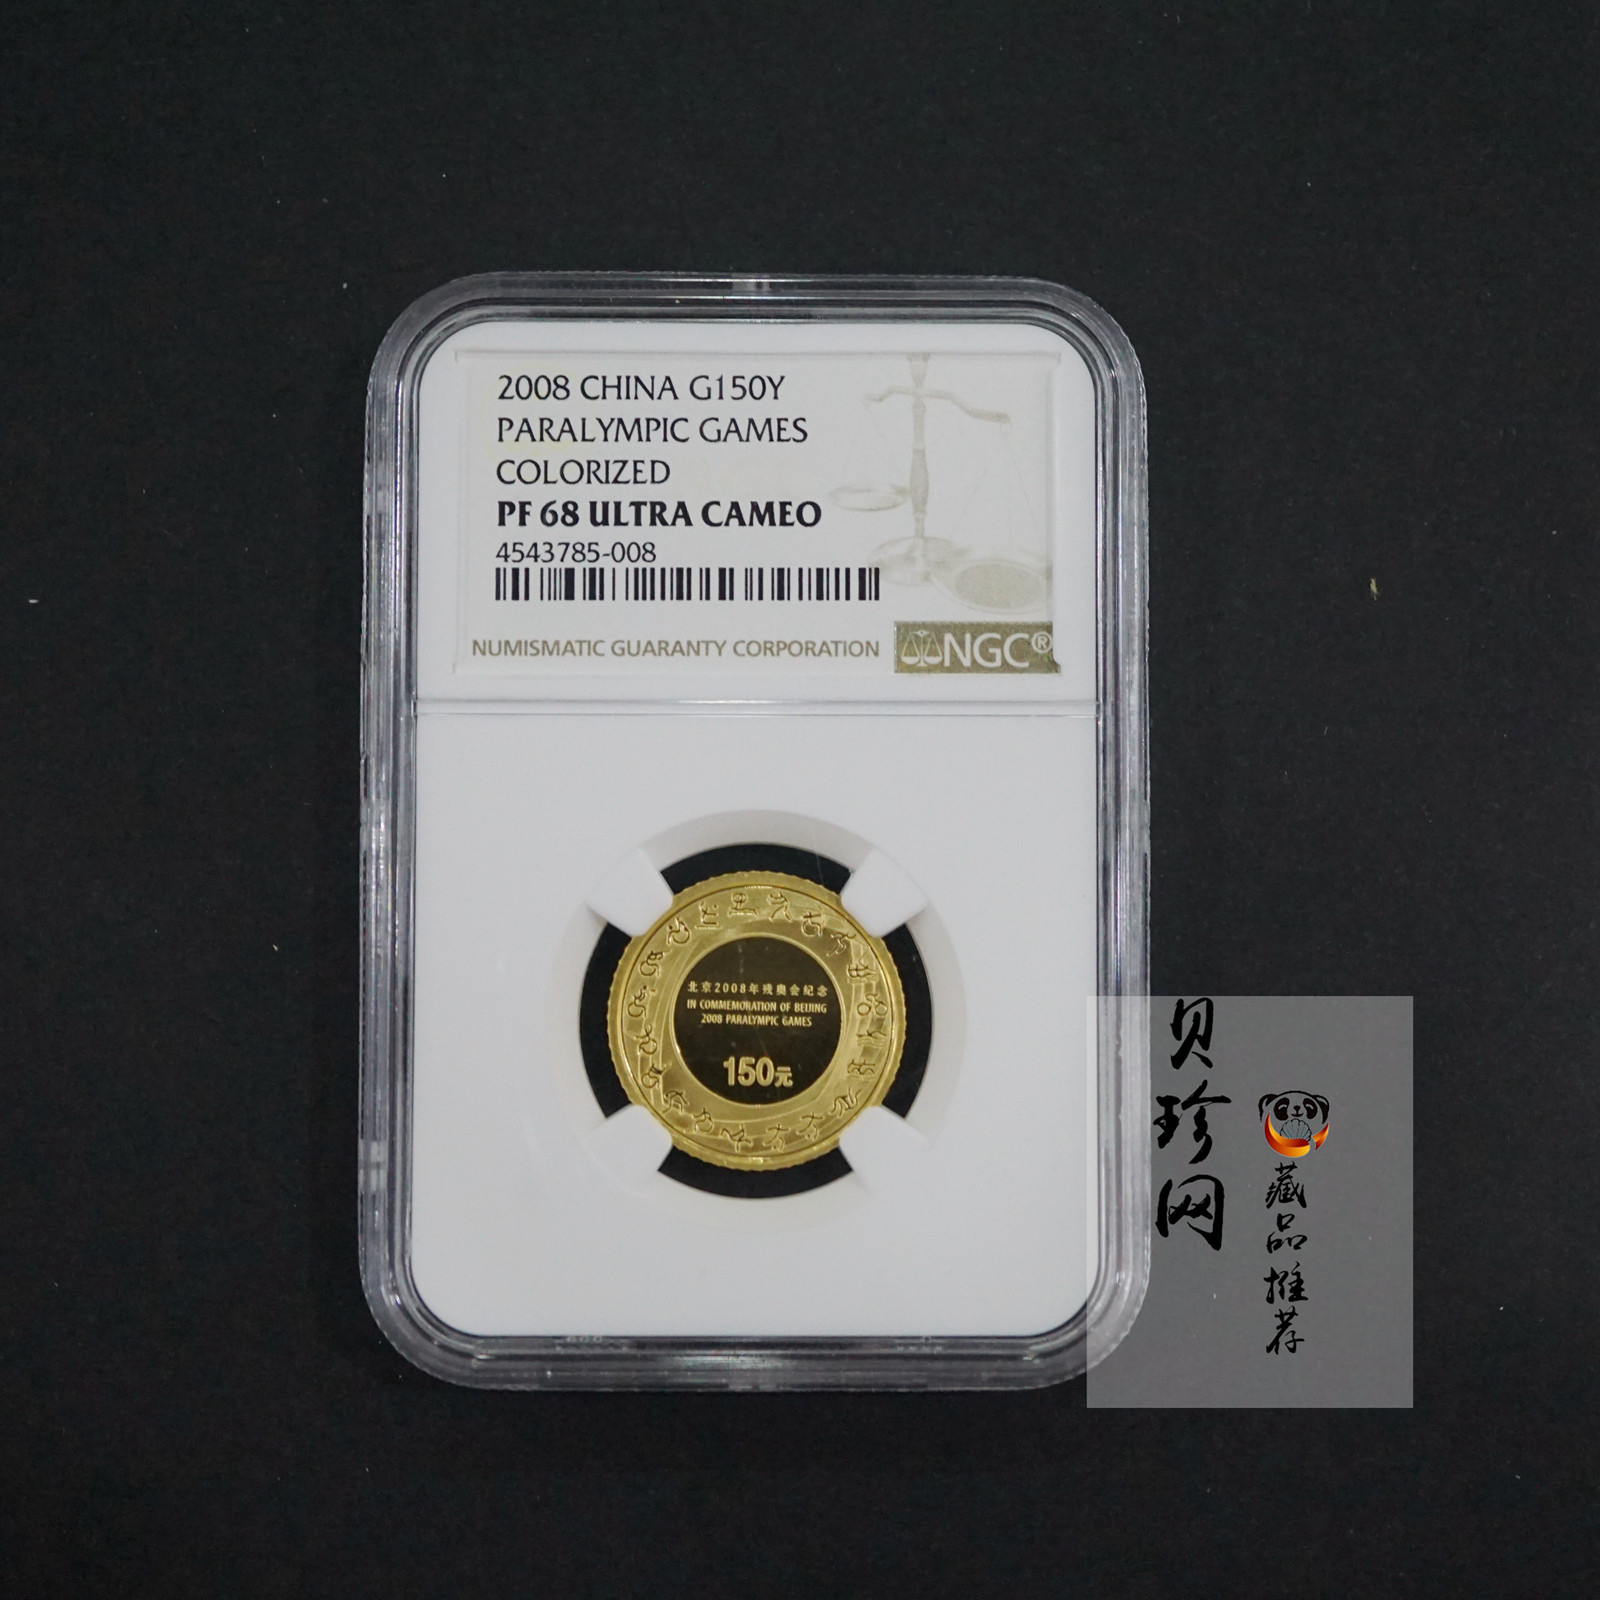 2008 CHINA G150Y
PARALYMPIC GAMES
COLORIZED
PF 68 ULTRA CAMEO
4543785-008
NUMISMATIC GUARANTY CORPORATION
NGC®
北京2008年残奥会纪念
IN COMMEMORATION OF BEIJING
2008 PARALYMPIC GAMES
150元
贝珍网
藏品推荐